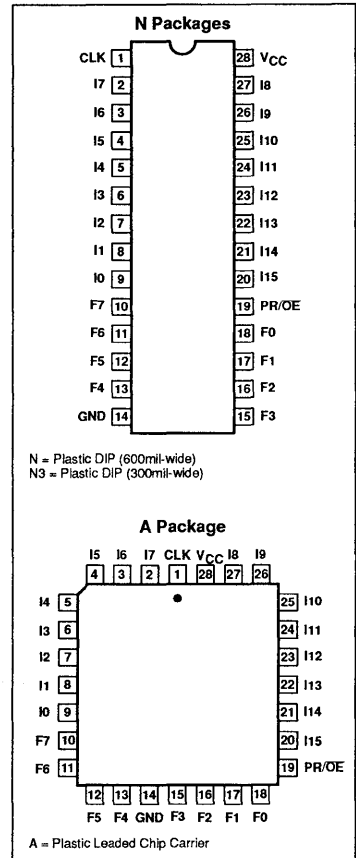 N Packages
CLK 1 28 VCC
I7 2 27 I8
I6 3 26 I9
I5 4 25 I10
I4 5 24 I11
I3 6 23 I12
I2 7 22 I13
I1 8 21 I14
I0 9 20 I15
F7 10 19 PR/OE
F6 11 18 F0
F5 12 17 F1
F4 13 16 F2
GND 14 15 F3
N = Plastic DIP (600mil-wide)
N3 = Plastic DIP (300mil-wide)
A Package
I5 I6 I7 CLK VCC I8 I9
4 3 2 1 28 27 26
I4 5 25 I10
I3 6 24 I11
I2 7 23 I12
I1 8 22 I13
I0 9 21 I14
F7 10 20 I15
F6 11 19 PR/OE
12 13 14 15 16 17 18
F5 F4 GND F3 F2 F1 F0
A = Plastic Leaded Chip Carrier